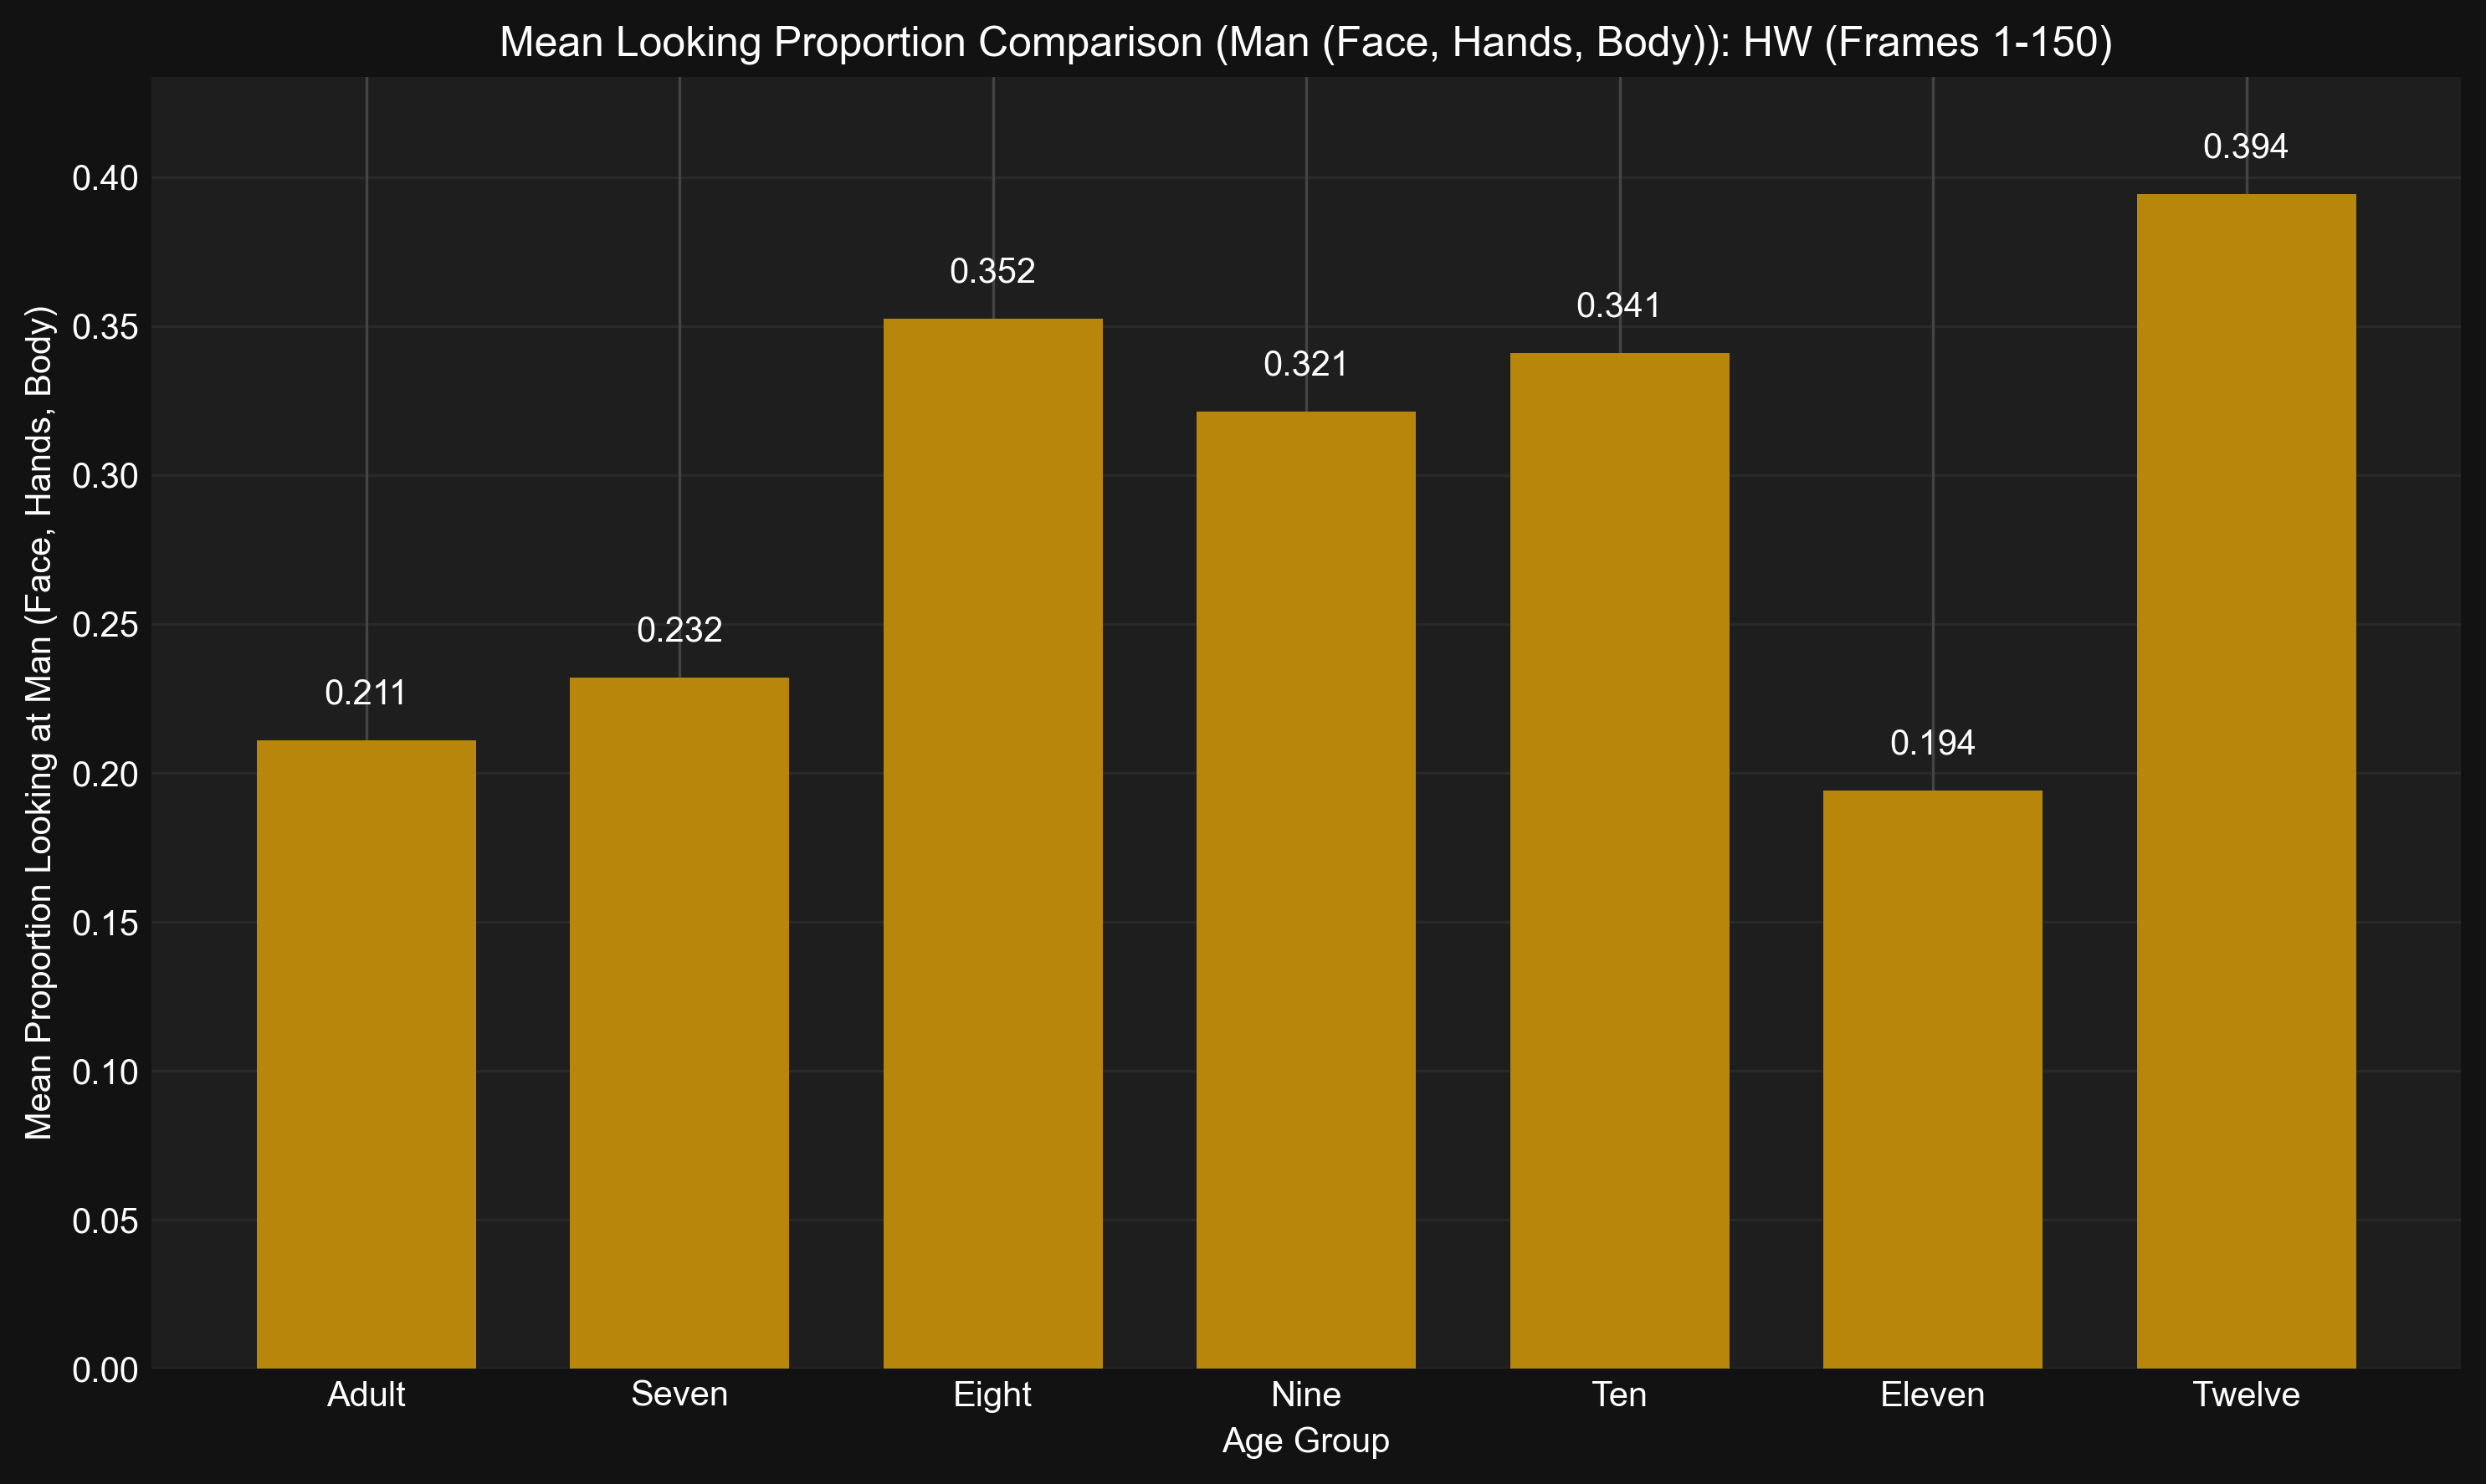 Mean Looking Proportion Comparison (Man (Face, Hands, Body)): HW (Frames 1-150)
Mean Proportion Looking at Man (Face, Hands, Body)
0.40
0.35
0.30
0.25
0.20
0.15
0.10
0.05
0.00
0.211
0.232
0.352
0.321
0.341
0.194
0.394
Adult
Seven
Eight
Nine
Ten
Eleven
Twelve
Age Group